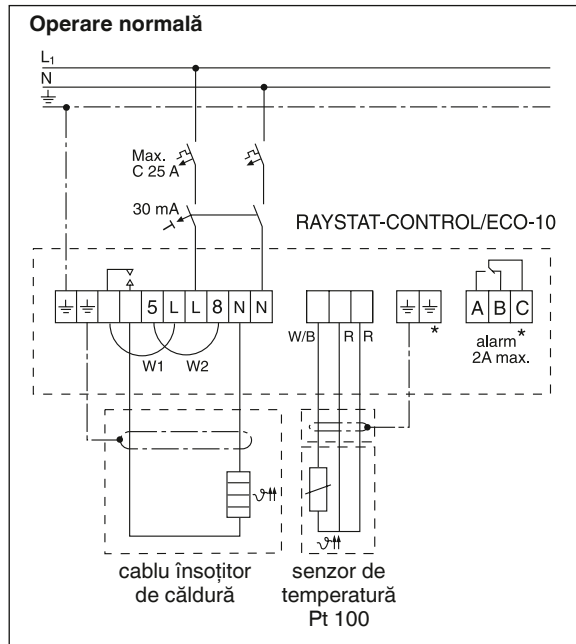 Operare normală
L1
N
Max.
C 25 A
30 mA
RAYSTAT-CONTROL/ECO-10
5 L L 8 N N
A B C
W/B R R
*
*
alarm
2A max.
W1 W2
cablu însoțitor
de căldură
senzor de
temperatură
Pt 100